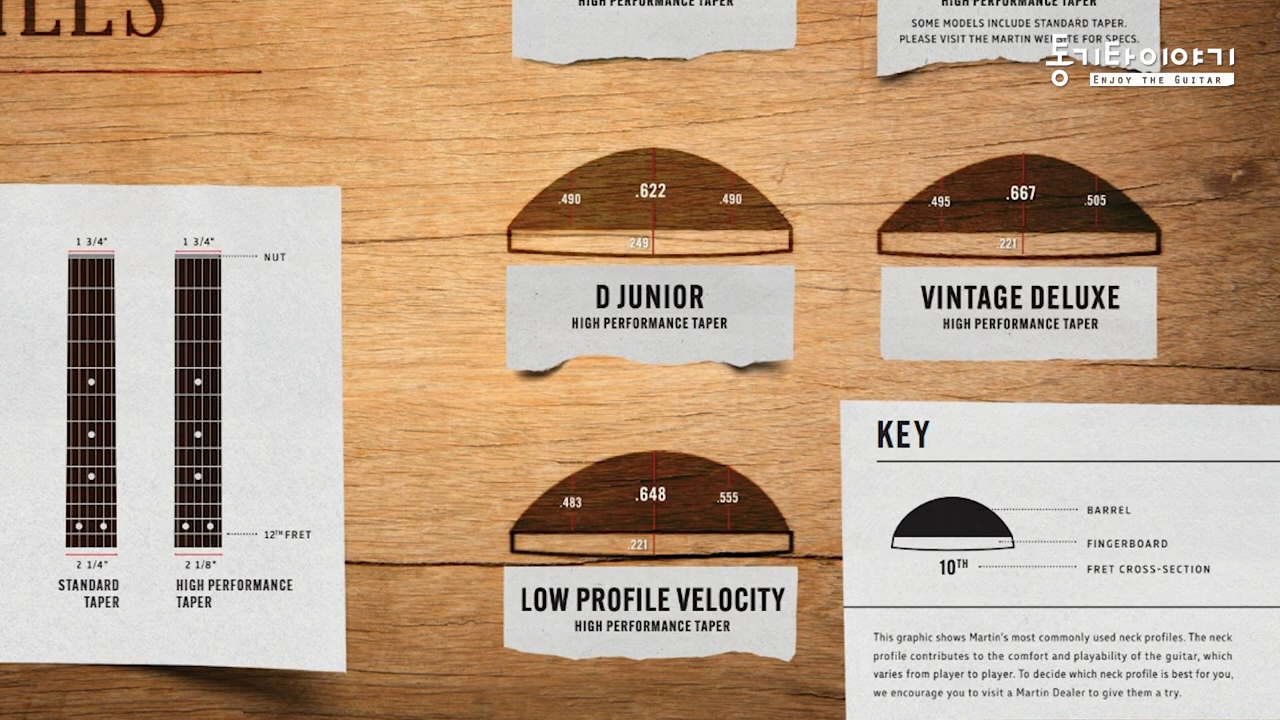 HIGH PERFORMANCE TAPER
HIGH PERFORMANCE TAPER
SOME MODELS INCLUDE STANDARD TAPER.
PLEASE VISIT THE MARTIN WEBSITE FOR SPECS.
통기타이야기
ENJOY THE GUITAR
.490
.622
.490
.249
D JUNIOR
HIGH PERFORMANCE TAPER
.495
.667
.505
.221
VINTAGE DELUXE
HIGH PERFORMANCE TAPER
1 3/4"
1 3/4"
NUT
12TH FRET
2 1/4"
2 1/8"
STANDARD
TAPER
HIGH PERFORMANCE
TAPER
.483
.648
.555
.221
LOW PROFILE VELOCITY
HIGH PERFORMANCE TAPER
KEY
BARREL
FINGERBOARD
10TH
FRET CROSS-SECTION
This graphic shows Martin's most commonly used neck profiles. The neck
profile contributes to the comfort and playability of the guitar, which
varies from player to player. To decide which neck profile is best for you,
we encourage you to visit a Martin Dealer to give them a try.